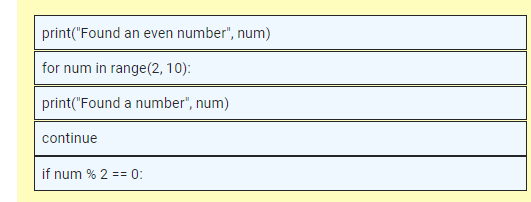 print("Found an even number", num)
for num in range(2, 10):
print("Found a number", num)
continue
if num % 2 == 0: